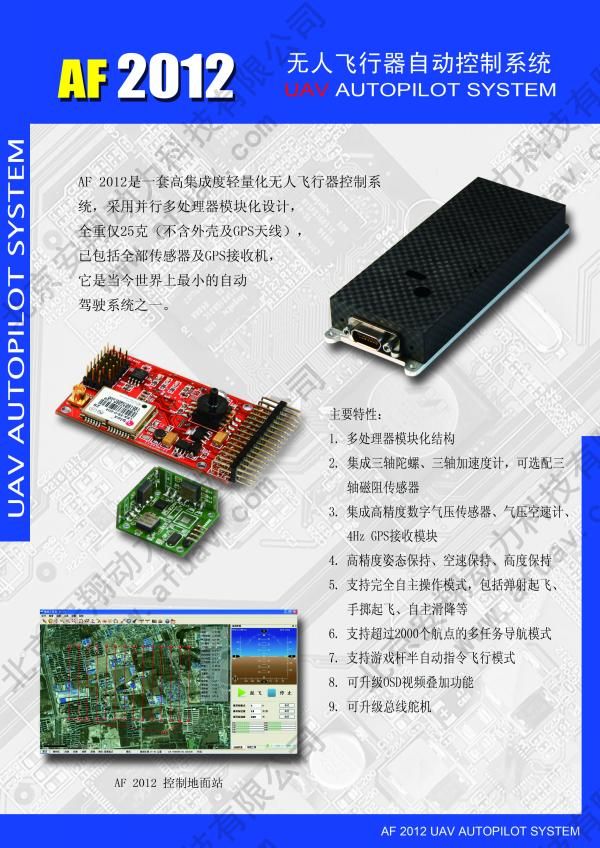 AF 2012
无人飞行器自动控制系统
UAV AUTOPILOT SYSTEM
UAV AUTOPILOT SYSTEM
AF 2012是一套高集成度轻量化无人飞行器控制系
统，采用并行多处理器模块化设计，
全重仅25克（不含外壳及GPS天线），
已包括全部传感器及GPS接收机，
它是当今世界上最小的自动
驾驶系统之一。
主要特性：
1. 多处理器模块化结构
2. 集成三轴陀螺、三轴加速度计，可选配三
轴磁阻传感器
3. 集成高精度数字气压传感器、气压空速计、
4Hz GPS接收模块
4. 高精度姿态保持、空速保持、高度保持
5. 支持完全自主操作模式，包括弹射起飞、
手掷起飞、自主滑降等
6. 支持超过2000个航点的多任务导航模式
7. 支持游戏杆半自动指令飞行模式
8. 可升级OSD视频叠加功能
9. 可升级总线舵机
起飞
停止
AF 2012 控制地面站
AF 2012 UAV AUTOPILOT SYSTEM